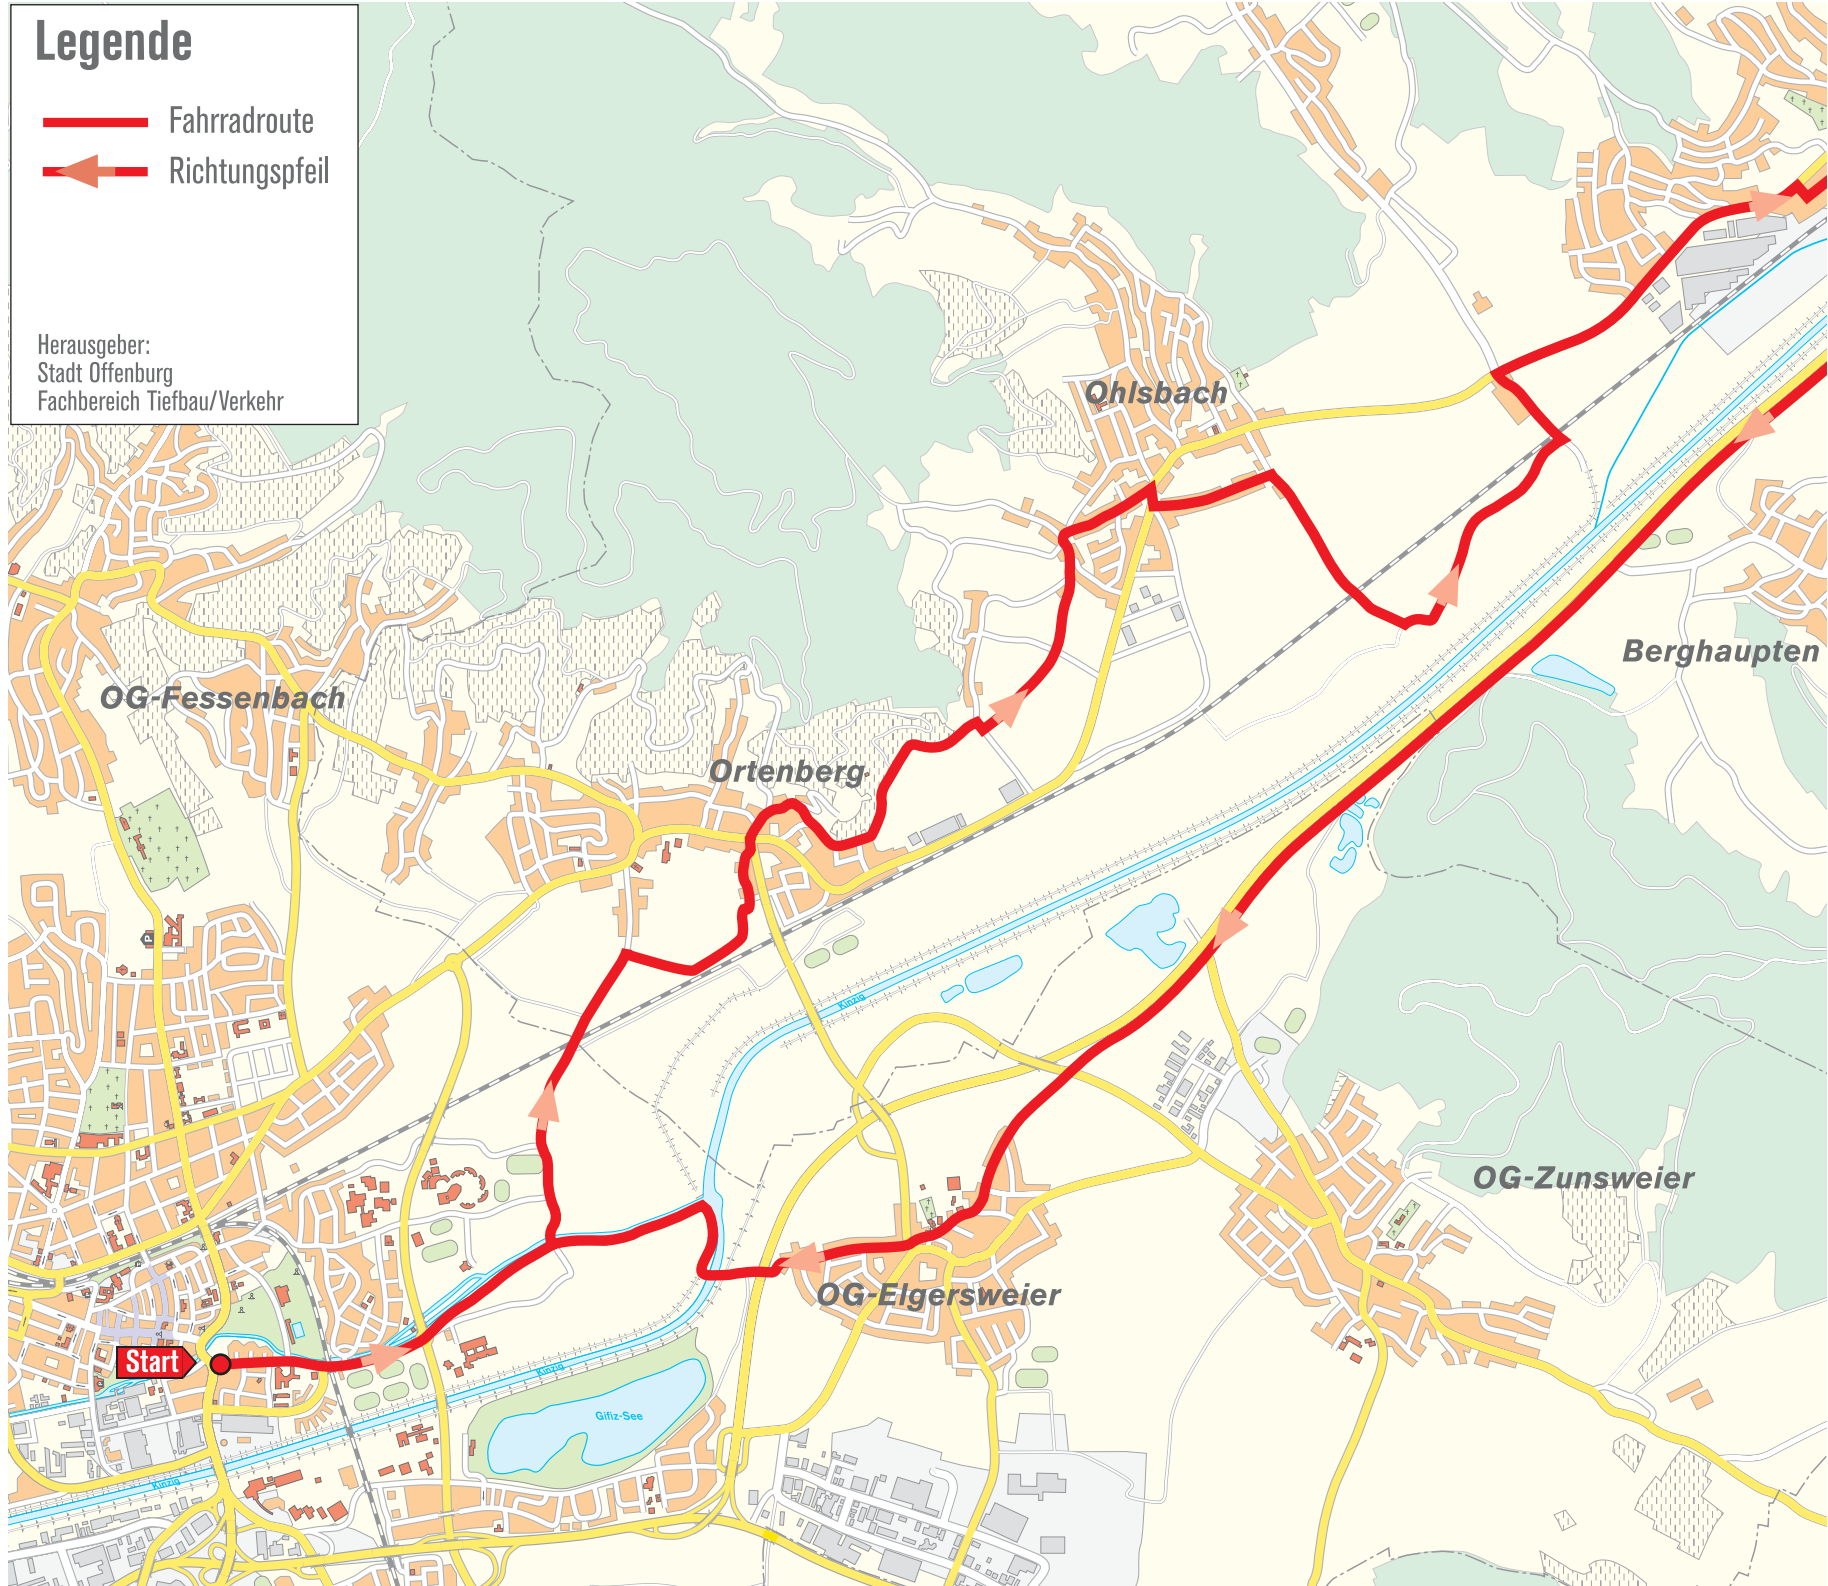 Legende
Fahrradroute
Richtungspfeil
Herausgeber:
Stadt Offenburg
Fachbereich Tiefbau/Verkehr
Ohlsbach
Berghaupten
OG-Fessenbach
Ortenberg
P
Kinzig
OG-Zunsweier
OG-Elgersweier
Start
Kinzig
Gifiz-See
Kinzig